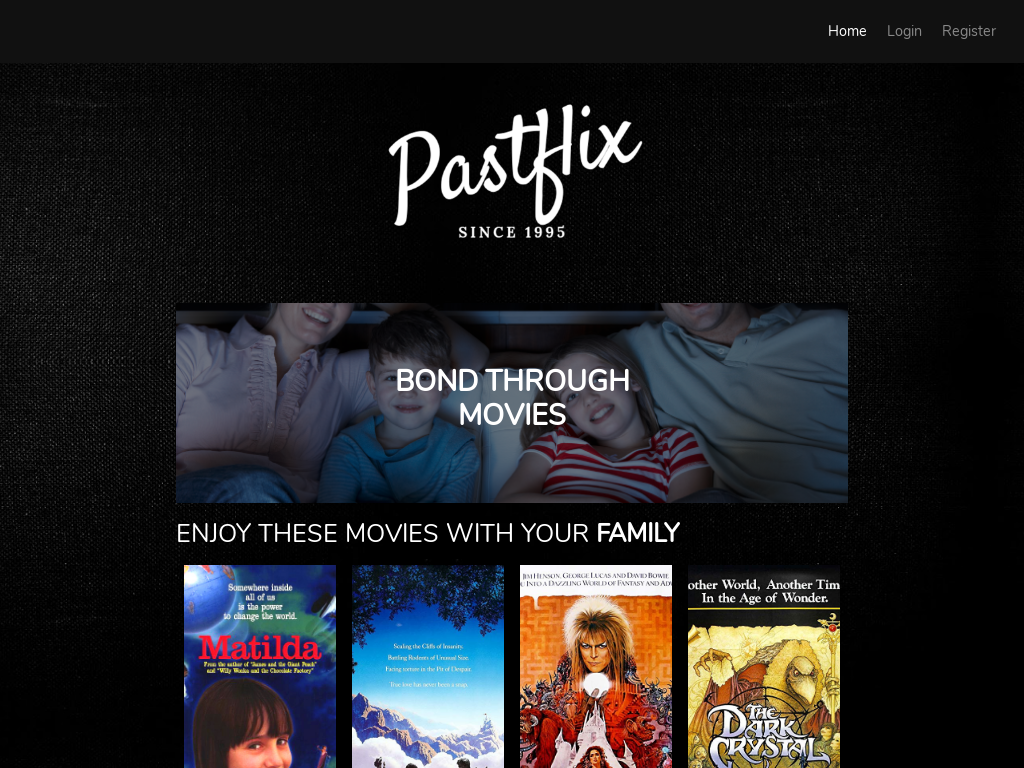 Home Login Register
Pastflix
SINCE 1995
BOND THROUGH
MOVIES
ENJOY THESE MOVIES WITH YOUR FAMILY
Somewhere inside
all of us
is the power
to change the world.
Matilda
From the author of "James and the Giant Peach"
and "Willy Wonka and the Chocolate Factory"
Scaling the Cliffs of Insanity,
Battling Rodents of Unusual Size,
Facing torture in the Pit of Despair.
True love has never been a snap.
JIM HENSON, GEORGE LUCAS AND DAVID BOWIE
INTO A DAZZLING WORLD OF FANTASY AND AD
other World, Another Tim
In the Age of Wonder.
THE
DARK
CRYSTAL